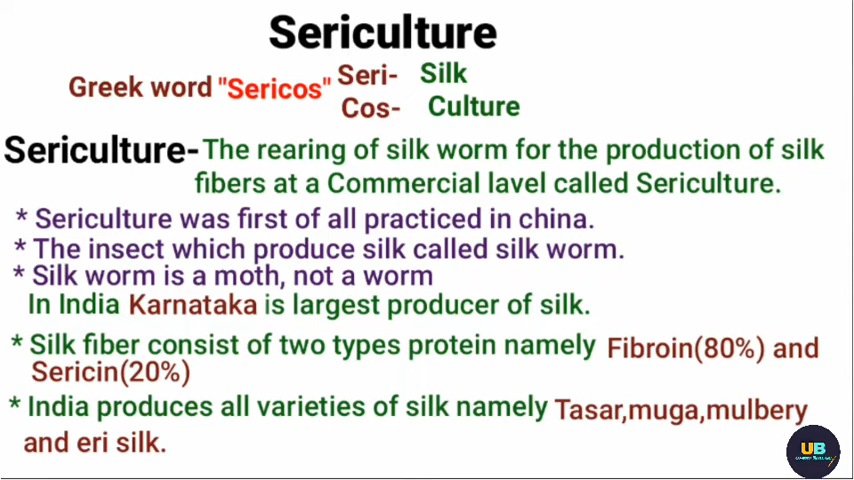 Sericulture
Greek word "Sericos" Seri- Silk
Cos- Culture
Sericulture- The rearing of silk worm for the production of silk
fibers at a Commercial lavel called Sericulture.
* Sericulture was first of all practiced in china.
* The insect which produce silk called silk worm.
* Silk worm is a moth, not a worm
In India Karnataka is largest producer of silk.
* Silk fiber consist of two types protein namely Fibroin(80%) and
Sericin(20%)
* India produces all varieties of silk namely Tasar,muga,mulbery
and eri silk.
UB